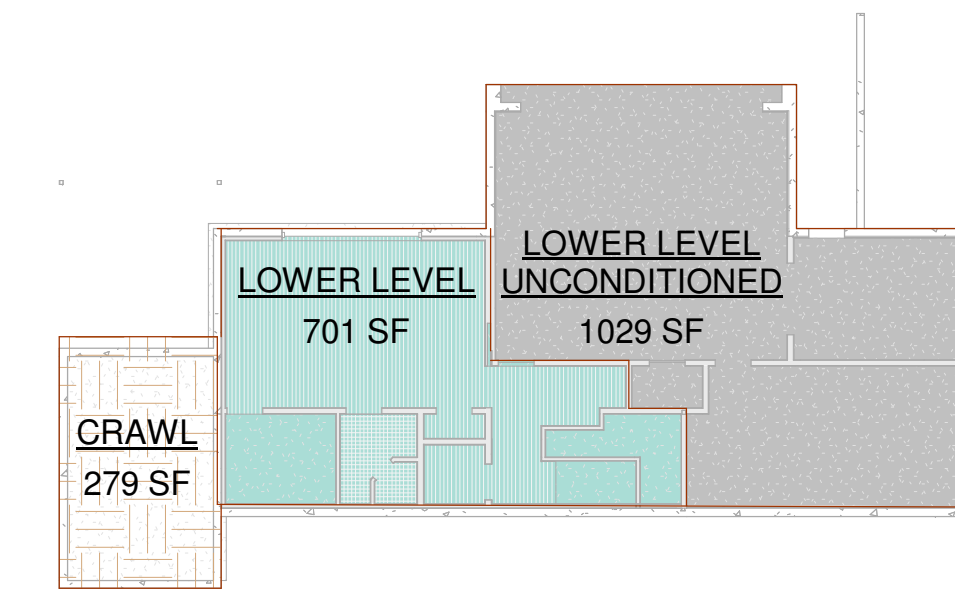 LOWER LEVEL
701 SF
LOWER LEVEL
UNCONDITIONED
1029 SF
CRAWL
279 SF